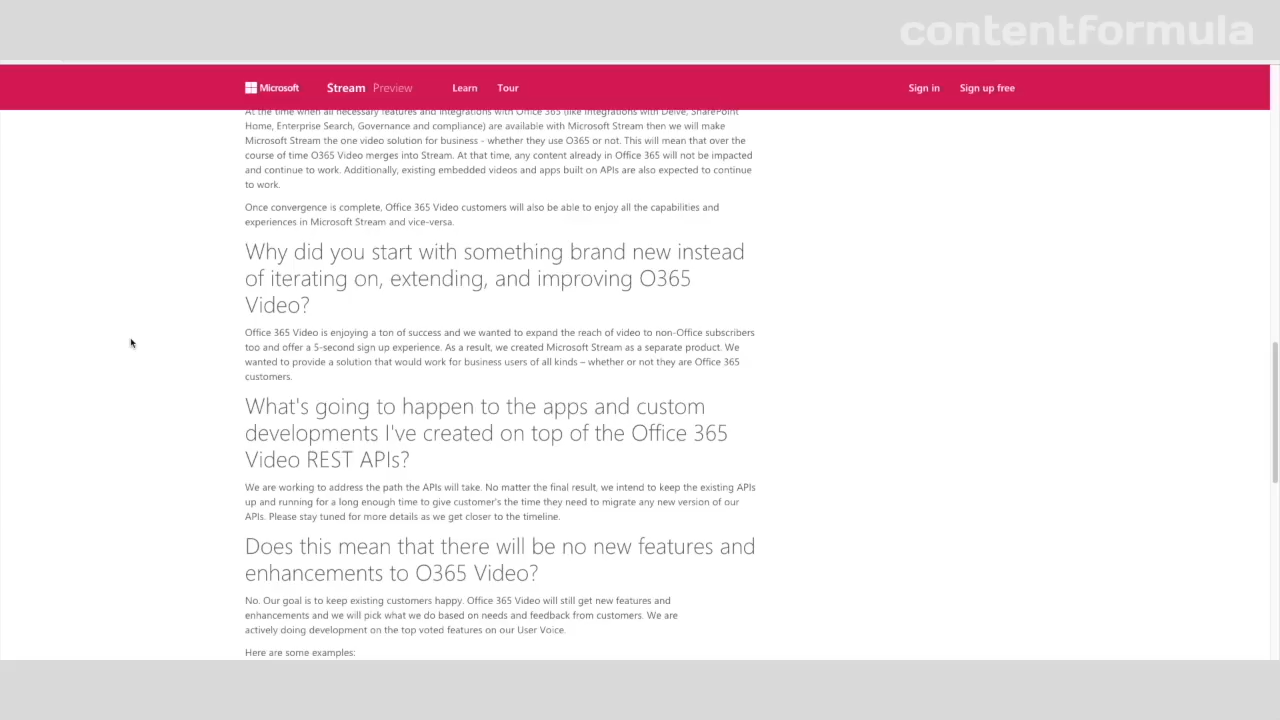 contentformula
Microsoft Stream Preview Learn Tour Sign in Sign up free
At the time when all necessary features and integrations with Office 365 (like integrations with Delve, SharePoint
Home, Enterprise Search, Governance and compliance) are available with Microsoft Stream then we will make
Microsoft Stream the one video solution for business - whether they use O365 or not. This will mean that over the
course of time O365 Video merges into Stream. At that time, any content already in Office 365 will not be impacted
and continue to work. Additionally, existing embedded videos and apps built on APIs are also expected to continue
to work.
Once convergence is complete, Office 365 Video customers will also be able to enjoy all the capabilities and
experiences in Microsoft Stream and vice-versa.
Why did you start with something brand new instead
of iterating on, extending, and improving O365
Video?
Office 365 Video is enjoying a ton of success and we wanted to expand the reach of video to non-Office subscribers
too and offer a 5-second sign up experience. As a result, we created Microsoft Stream as a separate product. We
wanted to provide a solution that would work for business users of all kinds – whether or not they are Office 365
customers.
What's going to happen to the apps and custom
developments I've created on top of the Office 365
Video REST APIs?
We are working to address the path the APIs will take. No matter the final result, we intend to keep the existing APIs
up and running for a long enough time to give customer's the time they need to migrate any new version of our
APIs. Please stay tuned for more details as we get closer to the timeline.
Does this mean that there will be no new features and
enhancements to O365 Video?
No. Our goal is to keep existing customers happy. Office 365 Video will still get new features and
enhancements and we will pick what we do based on needs and feedback from customers. We are
actively doing development on the top voted features on our User Voice.
Here are some examples: